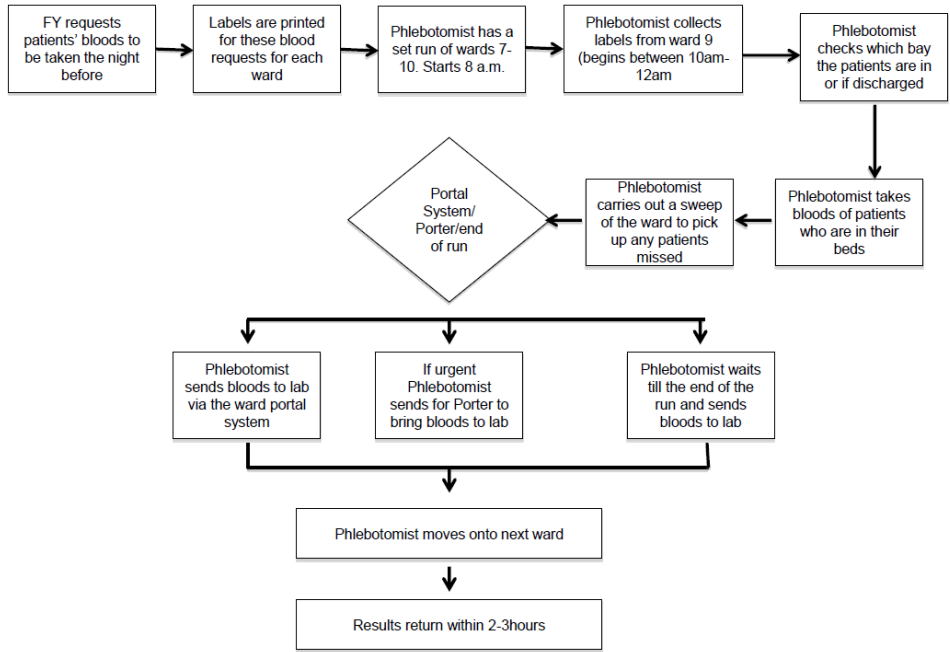 FY requests
patients' bloods to
be taken the night
before
Labels are printed
for these blood
requests for each
ward
Phlebotomist has a
set run of wards 7-
10. Starts 8 a.m.
Phlebotomist collects
labels from ward 9
(begins between 10am-
12am
Phlebotomist
checks which bay
the patients are in
or if discharged
Phlebotomist takes
bloods of patients
who are in their
beds
Phlebotomist
carries out a sweep
of the ward to pick
up any patients
missed
Portal
System/
Porter/end
of run
Phlebotomist
sends bloods to lab
via the ward portal
system
If urgent
Phlebotomist
sends for Porter to
bring bloods to lab
Phlebotomist waits
till the end of the
run and sends
bloods to lab
Phlebotomist moves onto next ward
Results return within 2-3hours